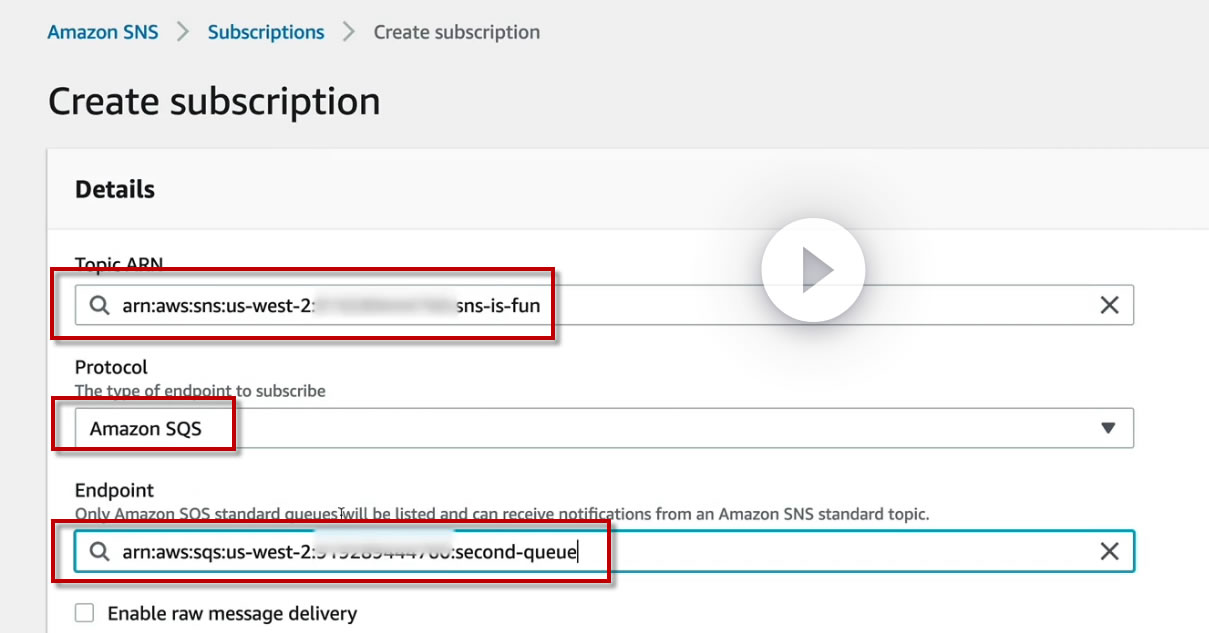 Amazon SNS > Subscriptions > Create subscription
Create subscription
Details
Topic ARN
arn:aws:sns:us-west-2: sns-is-fun
Protocol
The type of endpoint to subscribe
Amazon SQS
Endpoint
Only Amazon SQS standard queues will be listed and can receive notifications from an Amazon SNS standard topic.
arn:aws:sqs:us-west-2: :second-queue
Enable raw message delivery